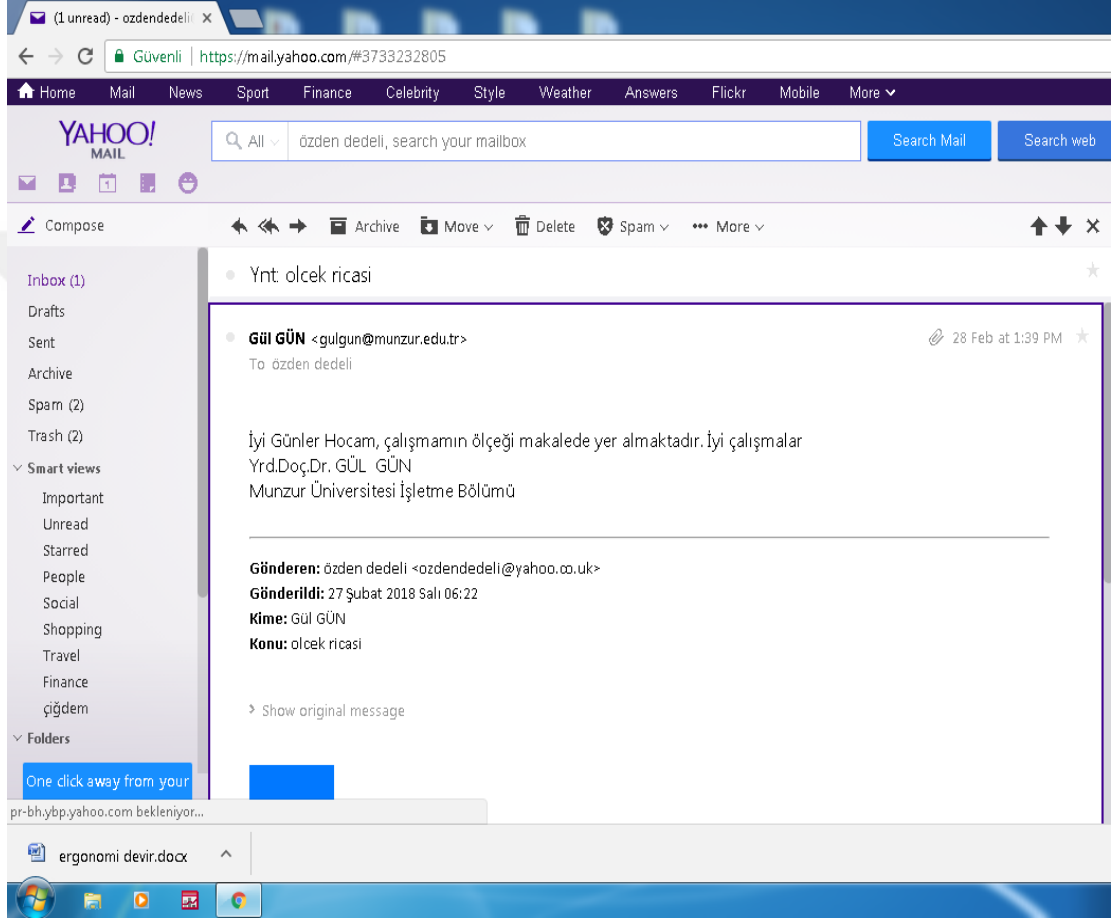 (1 unread) - ozdendedeli
Güvenli | https://mail.yahoo.com/#3733232805
Home Mail News Sport Finance Celebrity Style Weather Answers Flickr Mobile More
YAHOO!
MAIL
All özden dedeli, search your mailbox Search Mail Search web
1
Compose Archive Move Delete Spam More
Ynt: olcek ricasi
Inbox (1)
Drafts
Sent
Archive
Spam (2)
Trash (2)
Smart views
Important
Unread
Starred
People
Social
Shopping
Travel
Finance
çiğdem
Folders
One click away from your
Gül GÜN <gulgun@munzur.edu.tr> 28 Feb at 1:39 PM
To özden dedeli
İyi Günler Hocam, çalışmamın ölçeği makalede yer almaktadır. İyi çalışmalar
Yrd.Doç.Dr. GÜL GÜN
Munzur Üniversitesi İşletme Bölümü
Gönderen: özden dedeli <ozdendedeli@yahoo.co.uk>
Gönderildi: 27 Şubat 2018 Salı 06:22
Kime: Gül GÜN
Konu: olcek ricasi
Show original message
pr-bh.ybp.yahoo.com bekleniyor...
ergonomi devir.docx